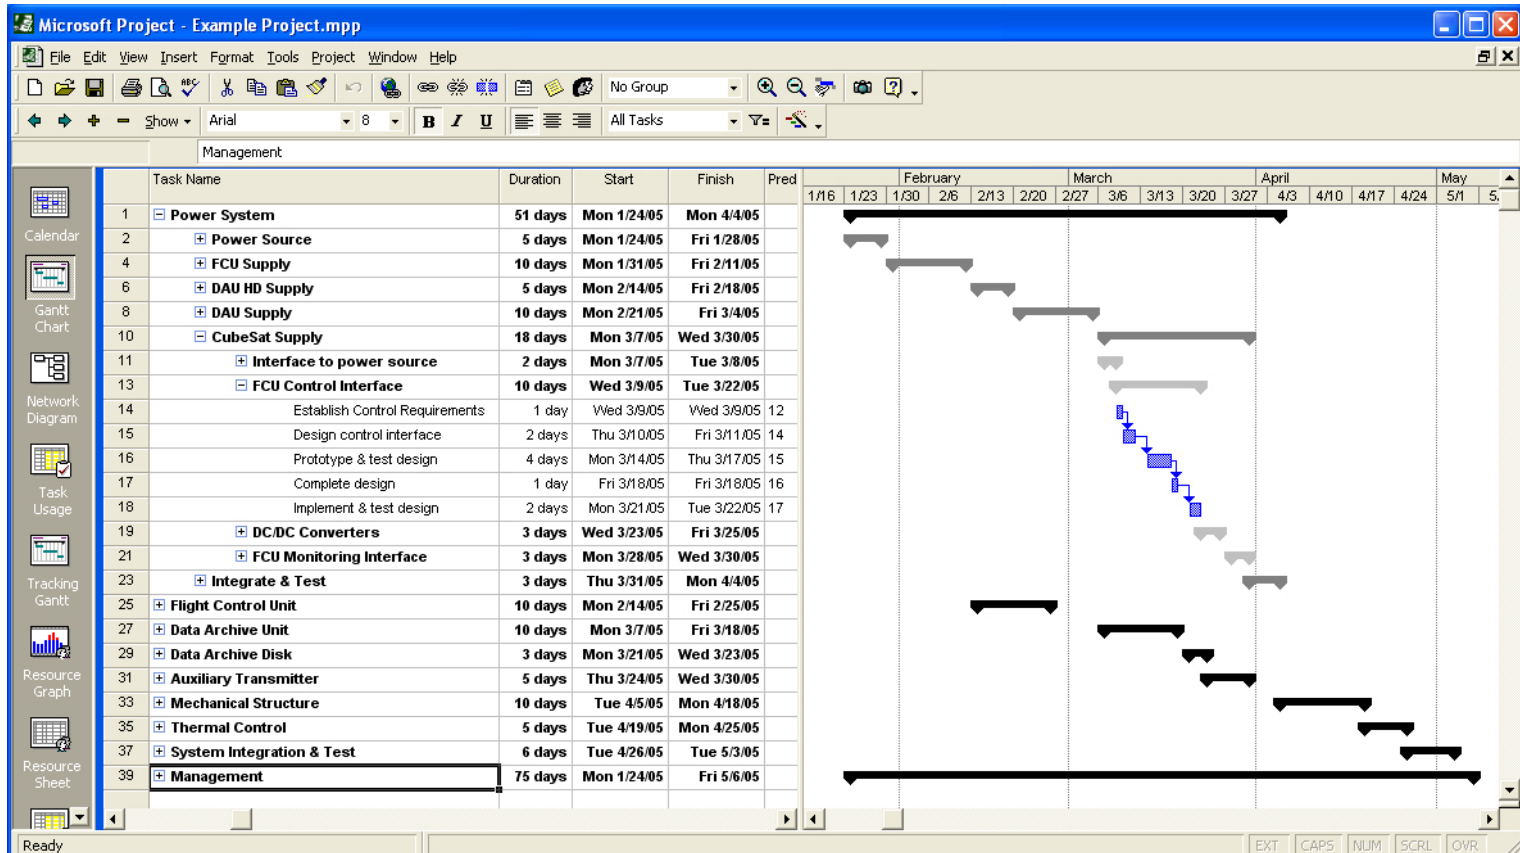 Microsoft Project - Example Project.mpp
File Edit View Insert Format Tools Project Window Help
ABC No Group
Show Arial 8 B I U All Tasks
Management
Task Name Duration Start Finish Pred February March April May
1/16 1/23 1/30 2/6 2/13 2/20 2/27 3/6 3/13 3/20 3/27 4/3 4/10 4/17 4/24 5/1
1 Power System 51 days Mon 1/24/05 Mon 4/4/05
Calendar
2 Power Source 5 days Mon 1/24/05 Fri 1/28/05
4 FCU Supply 10 days Mon 1/31/05 Fri 2/11/05
6 DAU HD Supply 5 days Mon 2/14/05 Fri 2/18/05
Gantt Chart
8 DAU Supply 10 days Mon 2/21/05 Fri 3/4/05
10 CubeSat Supply 18 days Mon 3/7/05 Wed 3/30/05
11 Interface to power source 2 days Mon 3/7/05 Tue 3/8/05
13 FCU Control Interface 10 days Wed 3/9/05 Tue 3/22/05
Network Diagram
14 Establish Control Requirements 1 day Wed 3/9/05 Wed 3/9/05 12
15 Design control interface 2 days Thu 3/10/05 Fri 3/11/05 14
16 Prototype & test design 4 days Mon 3/14/05 Thu 3/17/05 15
17 Complete design 1 day Fri 3/18/05 Fri 3/18/05 16
Task Usage
18 Implement & test design 2 days Mon 3/21/05 Tue 3/22/05 17
19 DC/DC Converters 3 days Wed 3/23/05 Fri 3/25/05
21 FCU Monitoring Interface 3 days Mon 3/28/05 Wed 3/30/05
23 Integrate & Test 3 days Thu 3/31/05 Mon 4/4/05
Tracking Gantt
25 Flight Control Unit 10 days Mon 2/14/05 Fri 2/25/05
27 Data Archive Unit 10 days Mon 3/7/05 Fri 3/18/05
29 Data Archive Disk 3 days Mon 3/21/05 Wed 3/23/05
31 Auxiliary Transmitter 5 days Thu 3/24/05 Wed 3/30/05
Resource Graph
33 Mechanical Structure 10 days Tue 4/5/05 Mon 4/18/05
35 Thermal Control 5 days Tue 4/19/05 Mon 4/25/05
37 System Integration & Test 6 days Tue 4/26/05 Tue 5/3/05
Resource Sheet
39 Management 75 days Mon 1/24/05 Fri 5/6/05
Ready EXT CAPS NUM SCRL OVR